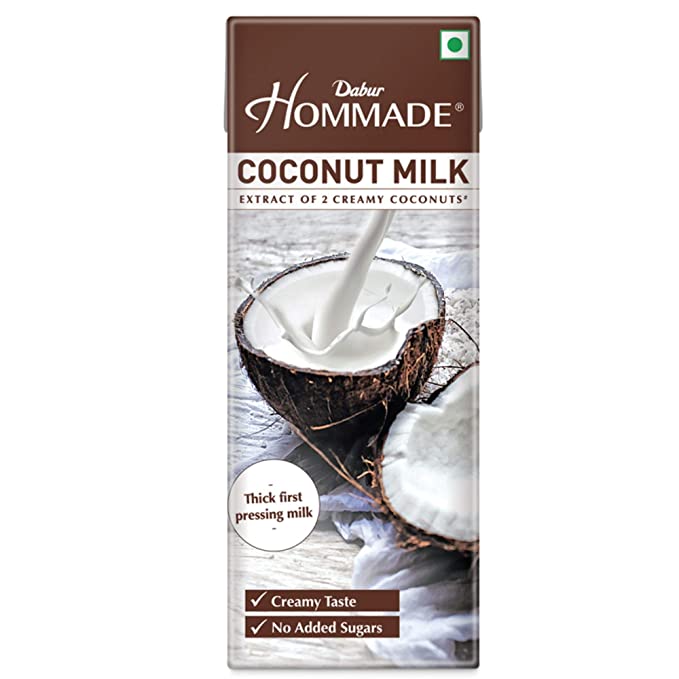 Dabur
HOMMADE®
COCONUT MILK
EXTRACT OF 2 CREAMY COCONUTS#
Thick first
pressing milk
✓ Creamy Taste
✓ No Added Sugars